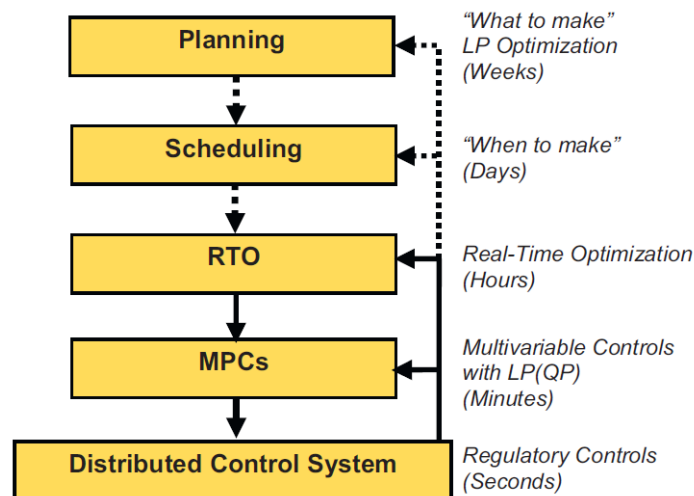 Planning
“What to make”
LP Optimization
(Weeks)
Scheduling
“When to make”
(Days)
RTO
Real-Time Optimization
(Hours)
MPCs
Multivariable Controls
with LP(QP)
(Minutes)
Distributed Control System
Regulatory Controls
(Seconds)